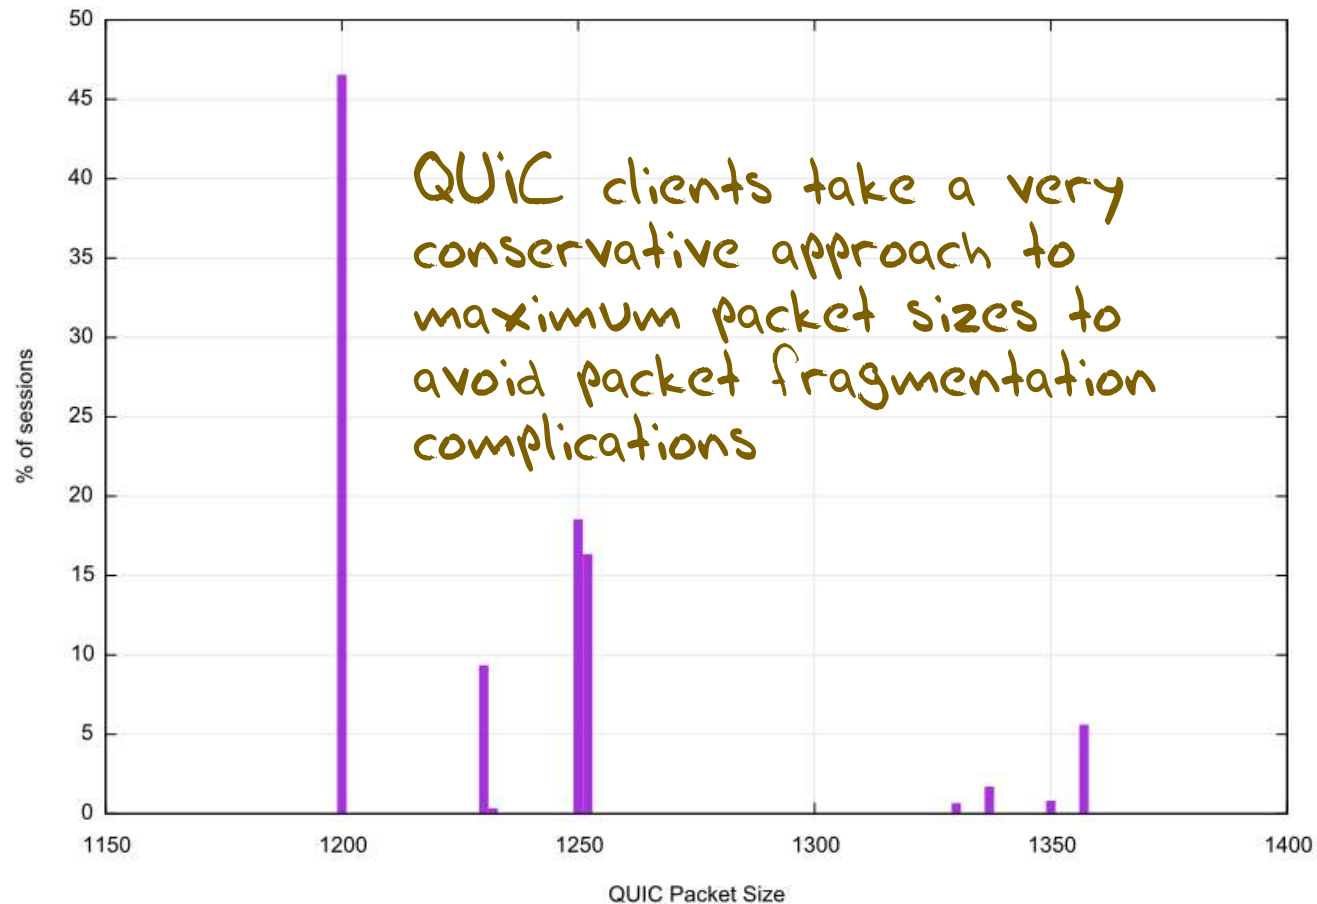 50
45
40
35
30
25
20
15
10
5
0
% of sessions
QUiC clients take a very
conservative approach to
maximum packet sizes to
avoid packet fragmentation
complications
1150 1200 1250 1300 1350 1400
QUIC Packet Size